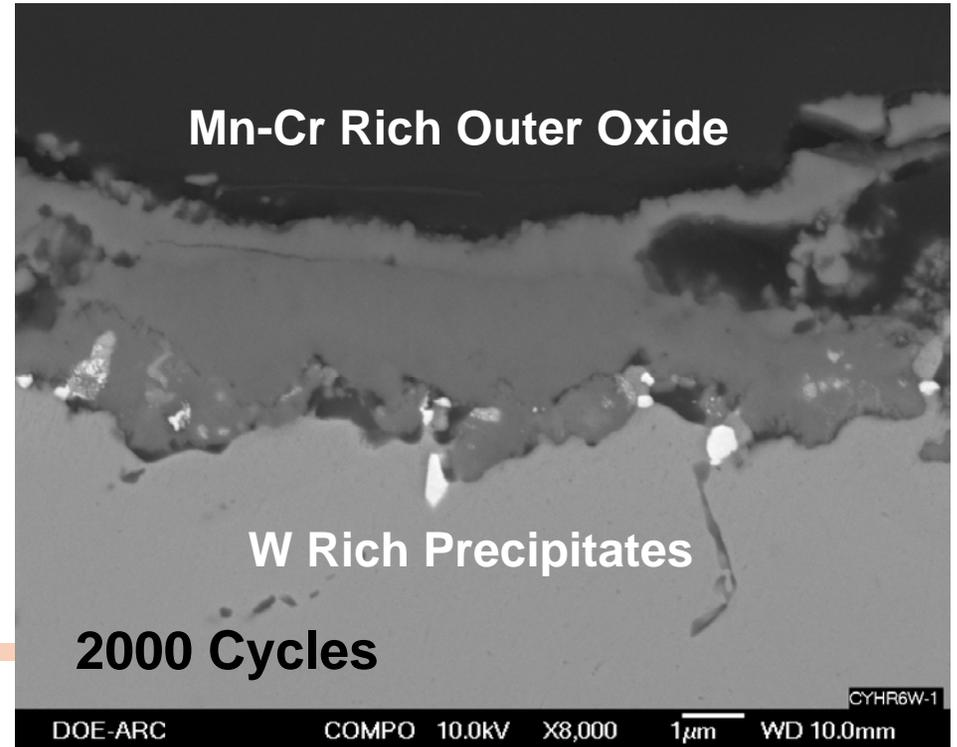 Mn-Cr Rich Outer Oxide
W Rich Precipitates
2000 Cycles
CYHR6W-1
DOE-ARC COMPO 10.0kV X8,000 1μm WD 10.0mm